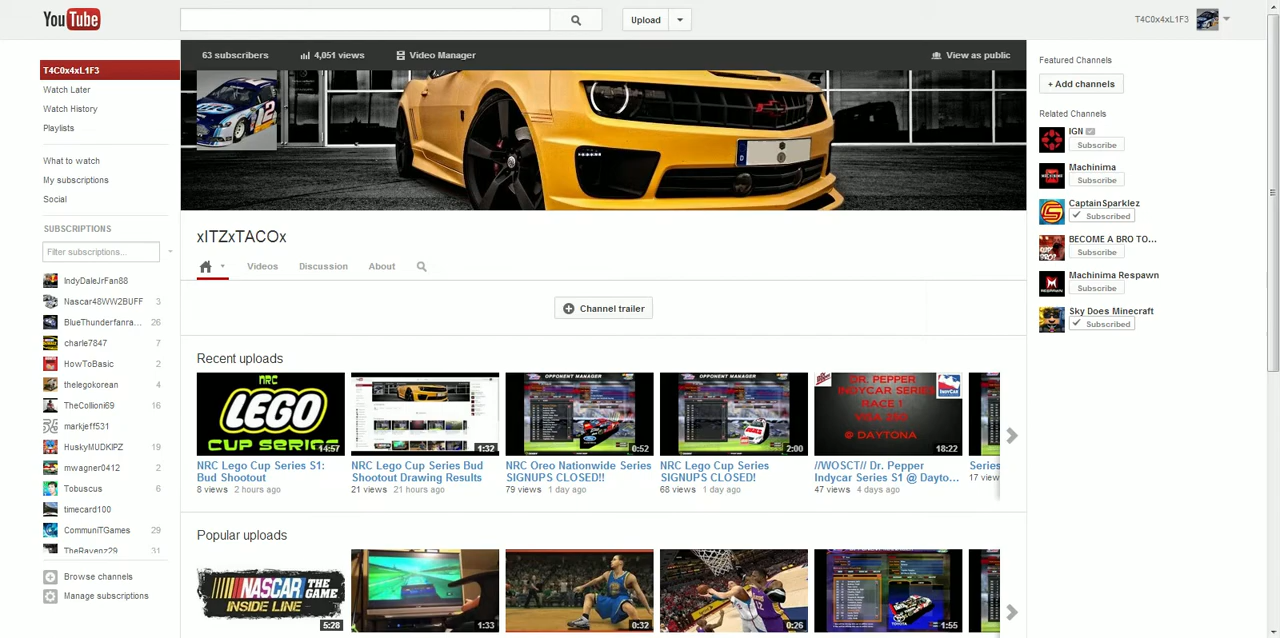 YouTube
Upload
T4C0x4xL1F3
T4C0x4xL1F3
Watch Later
Watch History
Playlists
What to watch
My subscriptions
Social
SUBSCRIPTIONS
Filter subscriptions...
IndyDaleJrFan88
Nascar48WW2BUFF 3
BlueThunderfanra... 26
charle7847 7
HowToBasic 2
thelegokorean 4
TheCollioni69 16
markjeff531
HuskyMUDKIPZ 19
mwagner0412 2
Tobuscus 6
timecard100
CommuniTGames 29
TheRavenz29 31
Browse channels
Manage subscriptions
63 subscribers
4,051 views
Video Manager
View as public
12
xITZxTACOx
Videos
Discussion
About
Channel trailer
Recent uploads
NRC
LEGO
CUP SERIES
14:57
NRC Lego Cup Series S1:
Bud Shootout
8 views 2 hours ago
1:32
NRC Lego Cup Series Bud
Shootout Drawing Results
21 views 21 hours ago
OPPONENT MANAGER
0:52
NRC Oreo Nationwide Series
SIGNUPS CLOSED!!
79 views 1 day ago
OPPONENT MANAGER
2:00
NRC Lego Cup Series
SIGNUPS CLOSED!
68 views 1 day ago
DR. PEPPER
INDYCAR SERIES
RACE 1
@ DAYTONA
18:22
//WOSCT// Dr. Pepper
Indycar Series S1 @ Dayto...
47 views 4 days ago
Series
17 view
Popular uploads
NASCAR THE GAME
INSIDE LINE
5:28
1:33
0:32
0:26
1:55
Featured Channels
+ Add channels
Related Channels
IGN
Subscribe
Machinima
Subscribe
CaptainSparklez
Subscribed
BECOME A BRO TO...
Subscribe
Machinima Respawn
Subscribe
Sky Does Minecraft
Subscribed